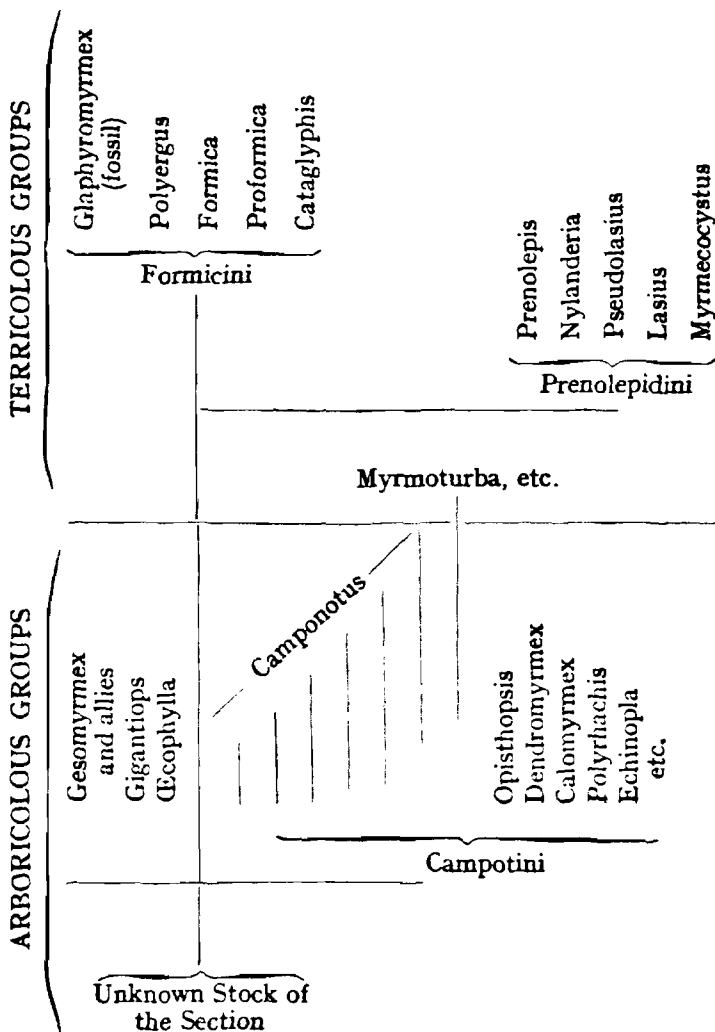 TERRICOLOUS GROUPS
Glaphyromyrmex
(fossil)
Polyergus
Formica
Proformica
Cataglyphis
Formicini
Prenolepis
Nylanderia
Pseudolasius
Lasius
Myrmecocystus
Prenolepidini
Myrmoturba, etc.
ARBORICOLOUS GROUPS
Gesomyrmex
and allies
Gigantiops
Œcophylla
Camponotus
Opisthopsis
Dendromyrmex
Calomyrmex
Polyrhachis
Echinopla
etc.
Campotini
Unknown Stock of
the Section